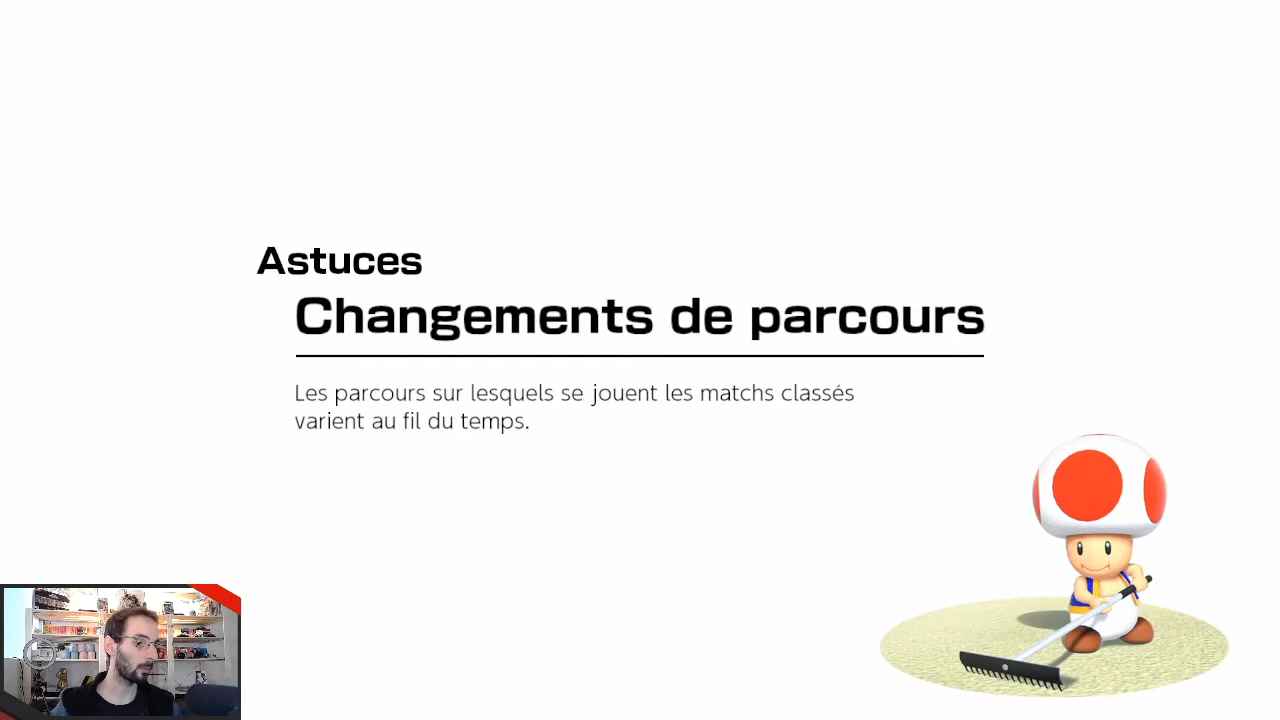 Astuces
Changements de parcours
Les parcours sur lesquels se jouent les matchs classés
varient au fil du temps.